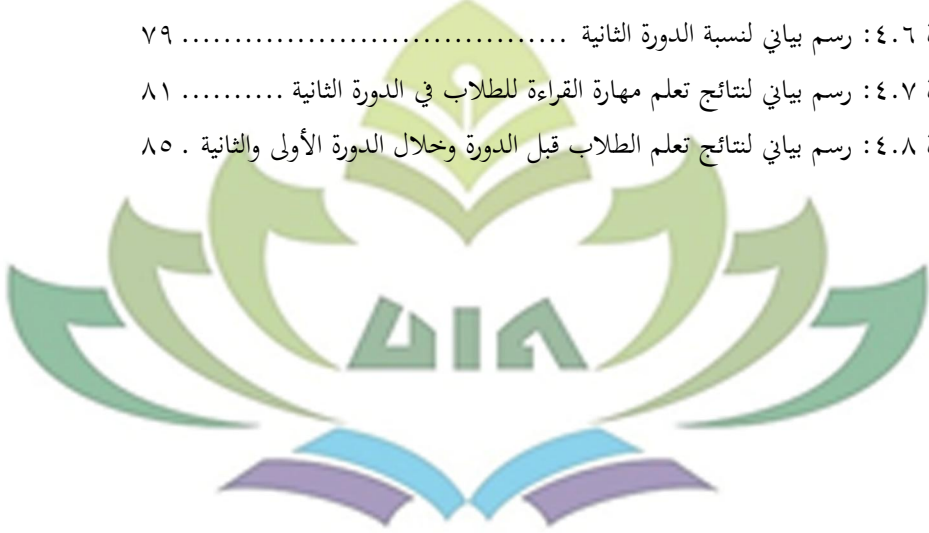 ة ٤.٦: رسم بياني لنسبة الدورة الثانية .................................... ٧٩
ة ٤.٧: رسم بياني لنتائج تعلم مهارة القراءة للطلاب في الدورة الثانية .......... ٨١
ة ٤.٨: رسم بياني لنتائج تعلم الطلاب قبل الدورة وخلال الدورة الأولى والثانية . ٨٥